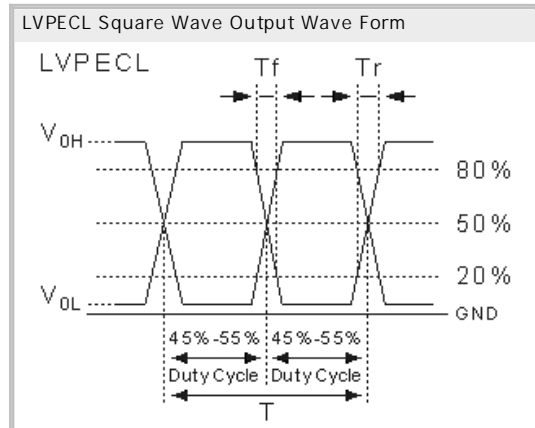 LVPECL Square Wave Output Wave Form
LVPECL
Tf
Tr
V0H
80%
50%
20%
V0L
GND
45%-55% 45%-55%
Duty Cycle Duty Cycle
T